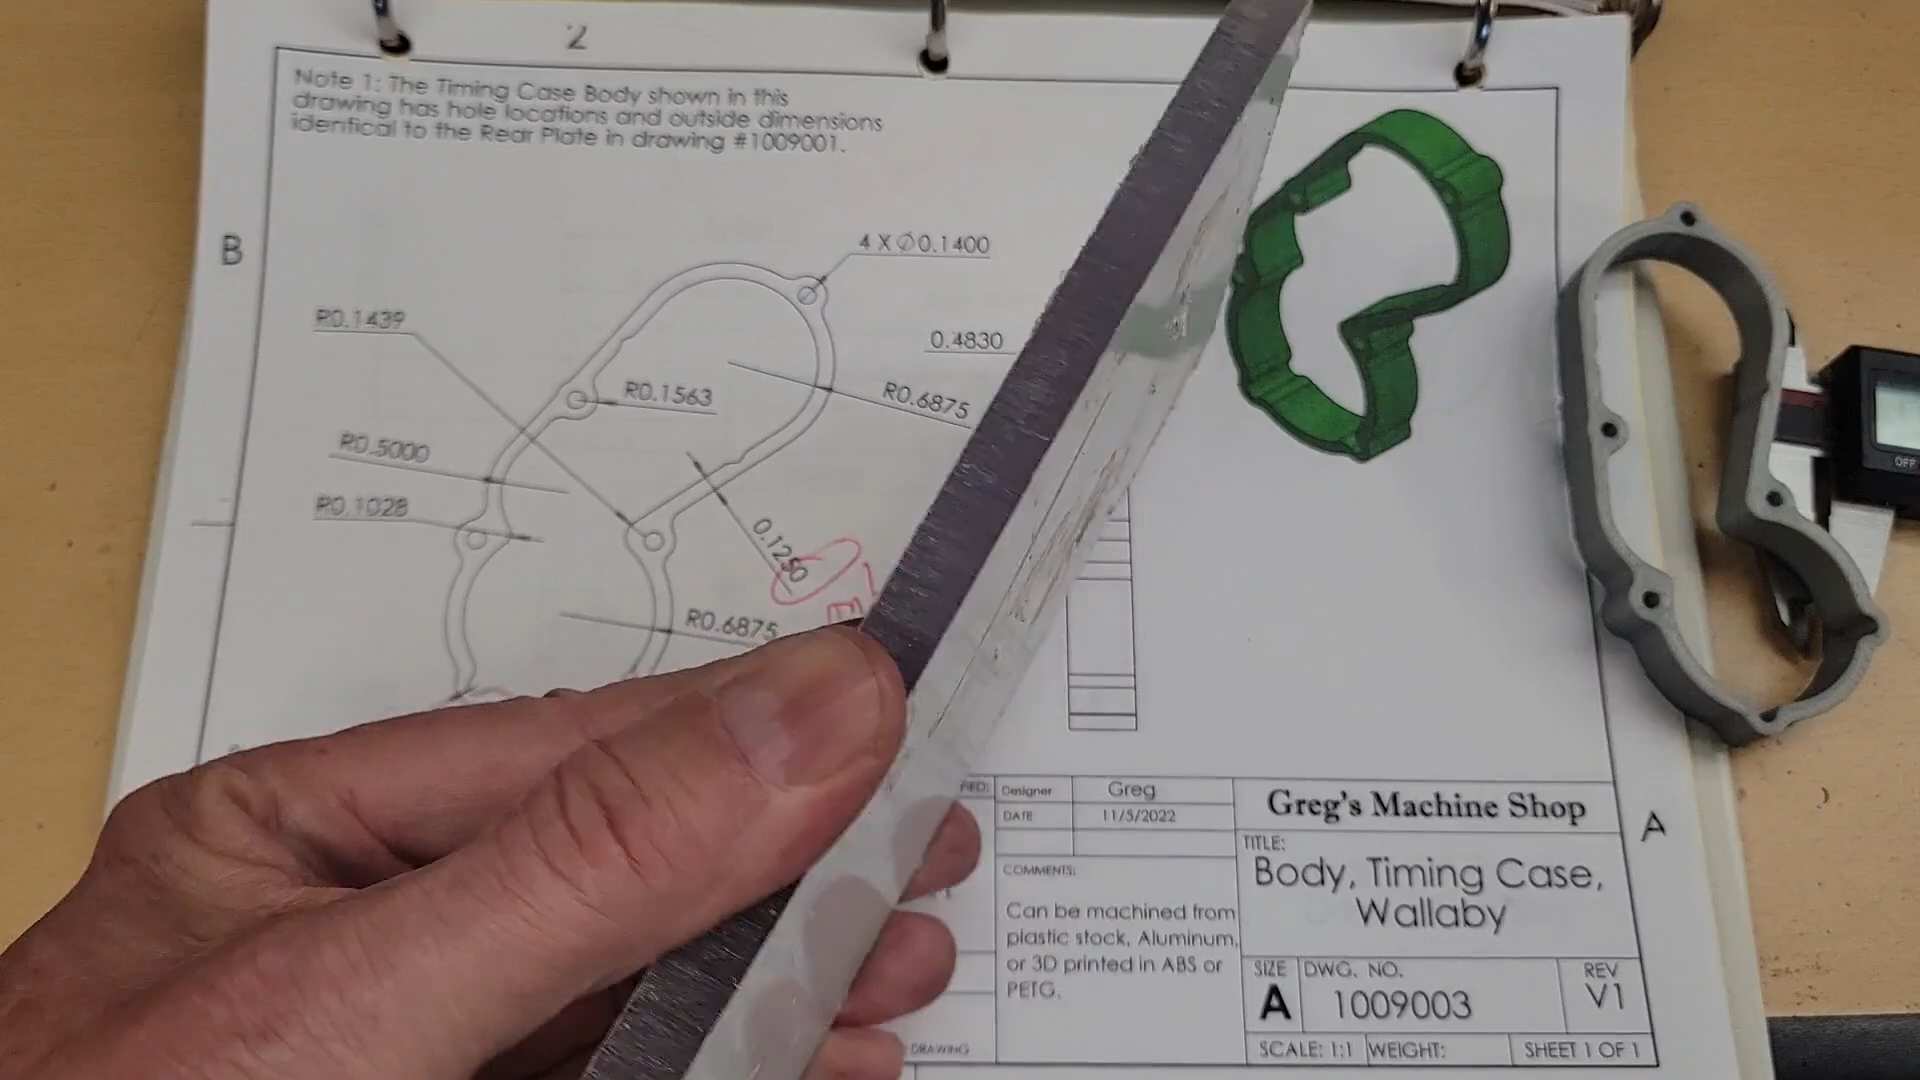 2
Note 1: The Timing Case Body shown in this
drawing has hole locations and outside dimensions
identical to the Rear Plate in drawing #1009001.
B
4 X Ø0.1400
R0.1439
0.4830
R0.1563
R0.6875
R0.5000
R0.1028
0.1250
R0.6875
OFF
Designer
Greg
DATE
11/5/2022
COMMENTS:
Can be machined from
plastic stock, Aluminum,
or 3D printed in ABS or
PETG.
DRAWING
Greg's Machine Shop
A
TITLE:
Body, Timing Case,
Wallaby
SIZE
A
DWG. NO.
1009003
REV
V1
SCALE: 1:1
WEIGHT:
SHEET 1 OF 1